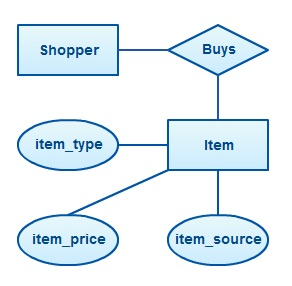 Shopper
Buys
item_type
Item
item_price
item_source